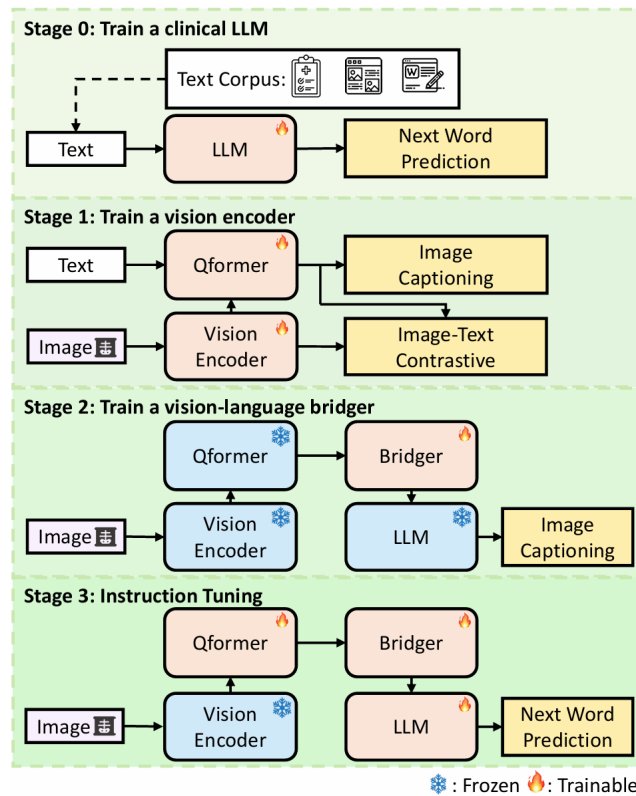 Stage 0: Train a clinical LLM
Text Corpus:
W
Text
LLM
Next Word
Prediction
Stage 1: Train a vision encoder
Text
Qformer
Image
Captioning
Image
Vision
Encoder
Image-Text
Contrastive
Stage 2: Train a vision-language bridger
Qformer
Bridger
Image
Vision
Encoder
LLM
Image
Captioning
Stage 3: Instruction Tuning
Qformer
Bridger
Image
Vision
Encoder
LLM
Next Word
Prediction
: Frozen : Trainable